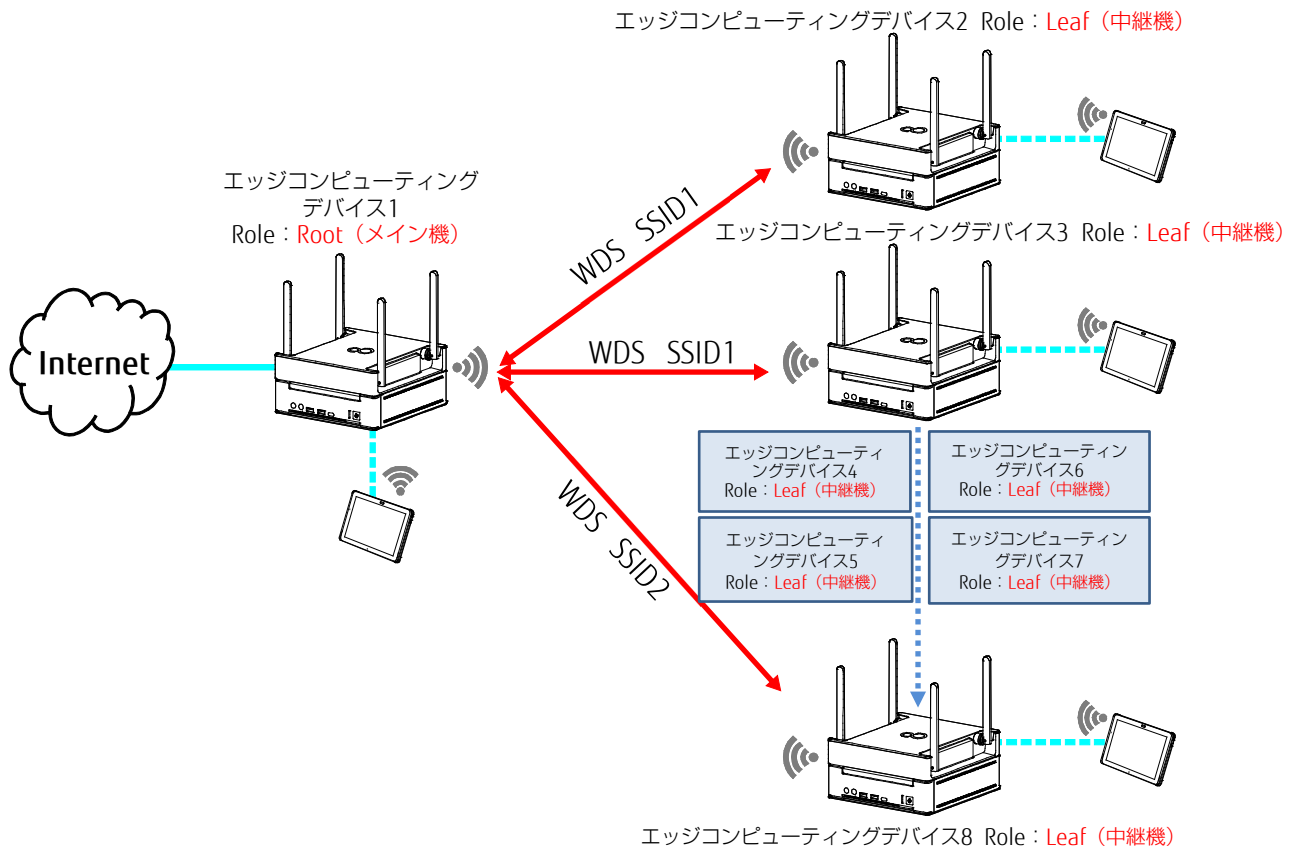 エッジコンピューティングデバイス2 Role：Leaf（中継機）
エッジコンピューティング
デバイス1
Role：Root（メイン機）
WDS SSID1
エッジコンピューティングデバイス3 Role：Leaf（中継機）
Internet
WDS SSID1
エッジコンピューティ
ングデバイス4
Role：Leaf（中継機）
エッジコンピューティン
グデバイス6
Role：Leaf（中継機）
WDS SSID2
エッジコンピューティ
ングデバイス5
Role：Leaf（中継機）
エッジコンピューティン
グデバイス7
Role：Leaf（中継機）
エッジコンピューティングデバイス8 Role：Leaf（中継機）